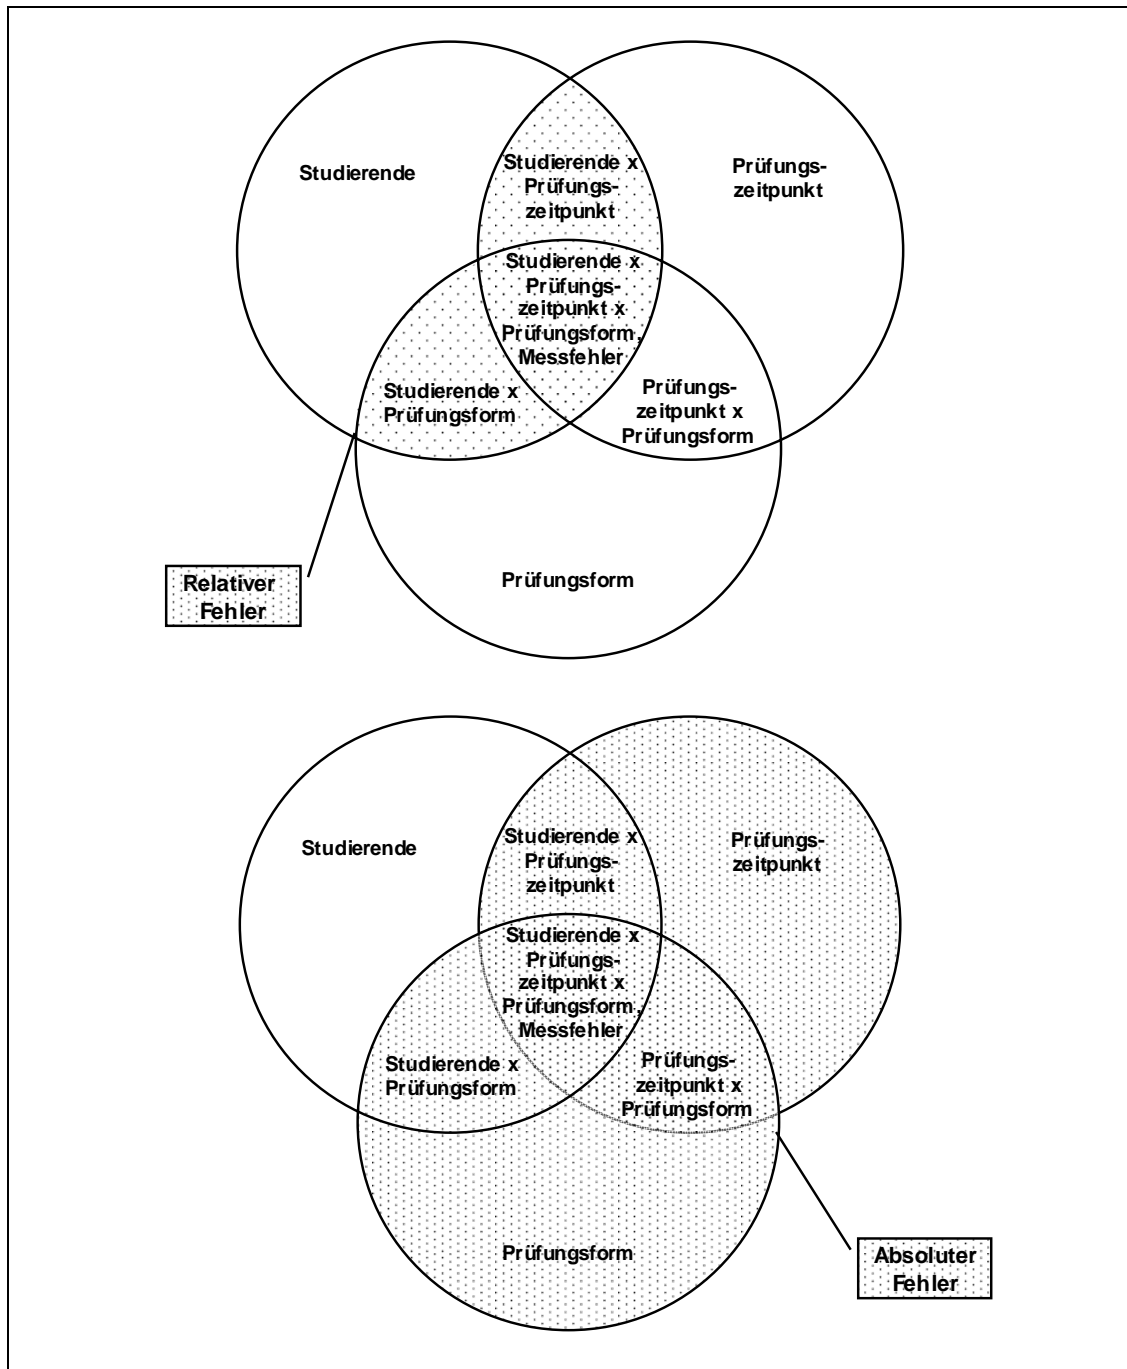 Studierende
Studierende x
Prüfungs-
zeitpunkt
Prüfungs-
zeitpunkt
Studierende x
Prüfungs-
zeitpunkt x
Prüfungsform,
Messfehler
Studierende x
Prüfungsform
Prüfungs-
zeitpunkt x
Prüfungsform
Relativer
Fehler
Prüfungsform
Studierende
Studierende x
Prüfungs-
zeitpunkt
Prüfungs-
zeitpunkt
Studierende x
Prüfungs-
zeitpunkt x
Prüfungsform,
Messfehler
Studierende x
Prüfungsform
Prüfungs-
zeitpunkt x
Prüfungsform
Prüfungsform
Absoluter
Fehler